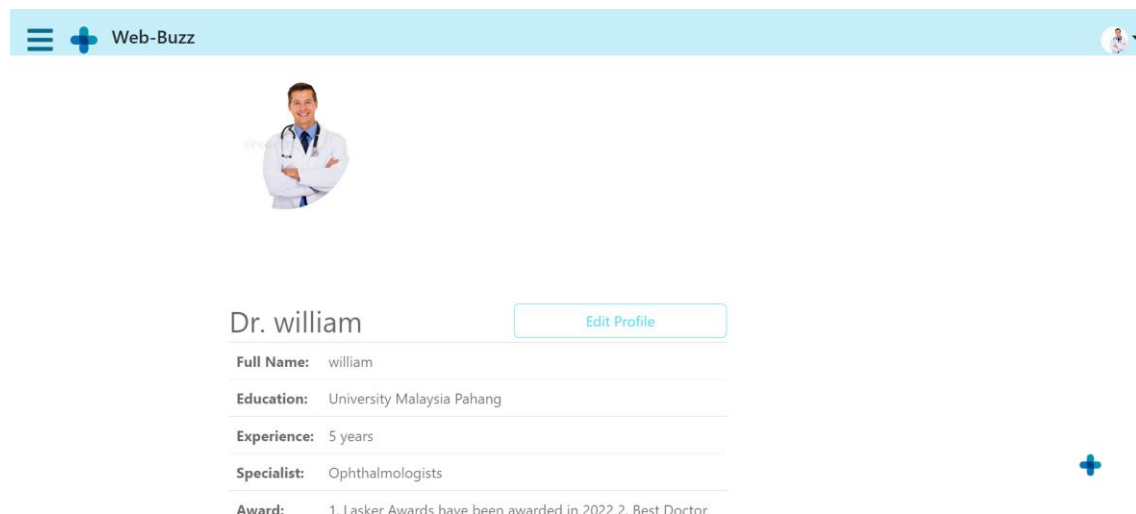 Web-Buzz
Dr. william
Edit Profile
Full Name: william
Education: University Malaysia Pahang
Experience: 5 years
Specialist: Ophthalmologists
Award: 1. Lasker Awards have been awarded in 2022 2. Best Doctor